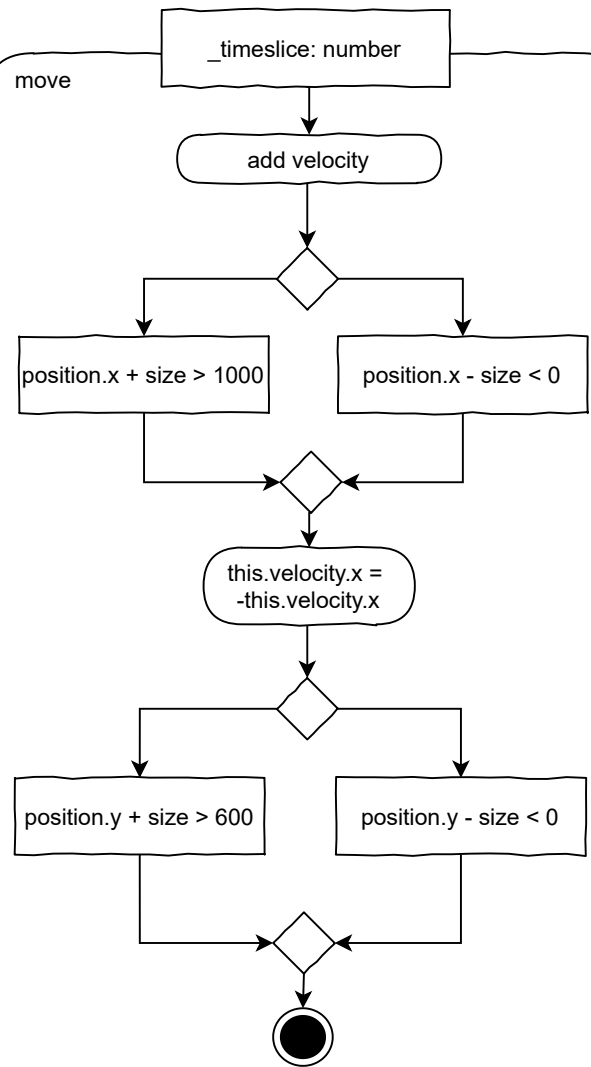 _timeslice: number
move
add velocity
position.x + size > 1000
position.x - size < 0
this.velocity.x =
-this.velocity.x
position.y + size > 600
position.y - size < 0